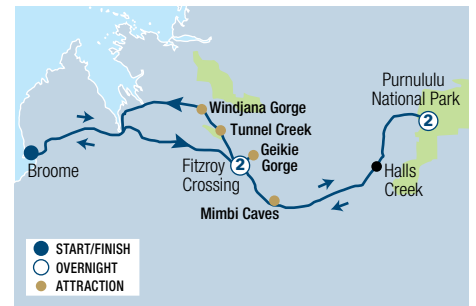 Purnululu
National Park
2
Windjana Gorge
Tunnel Creek
Geikie
Gorge
2
Fitzroy
Crossing
Broome
Halls
Creek
Mimbi Caves
START/FINISH
OVERNIGHT
ATTRACTION